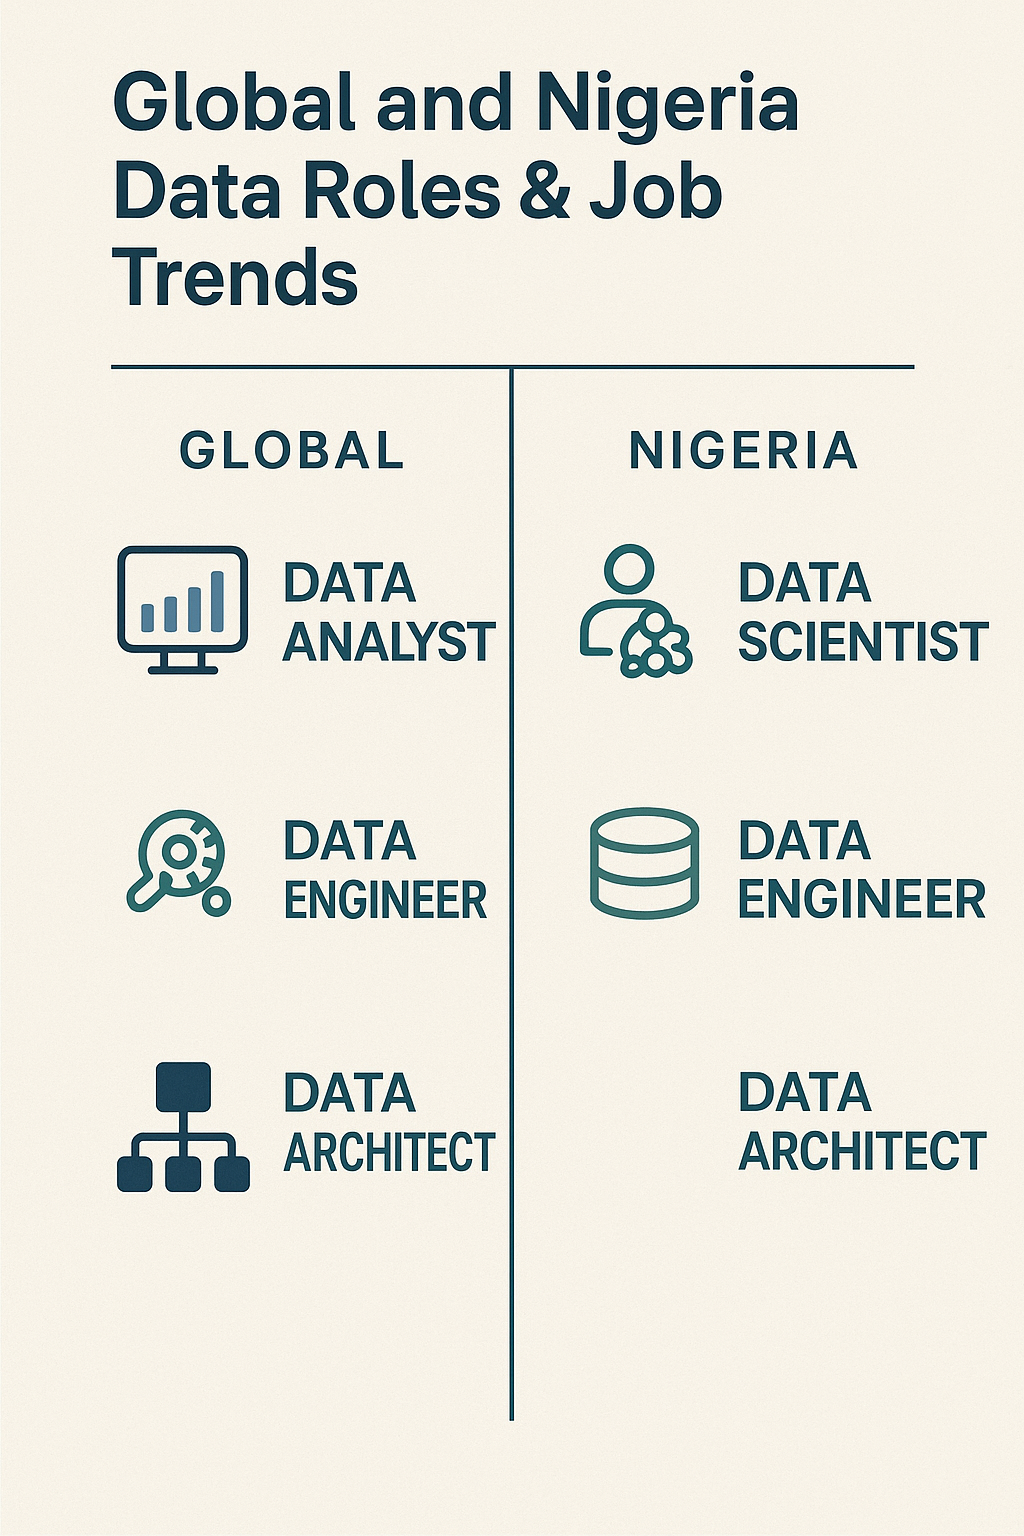 Global and Nigeria
Data Roles & Job
Trends
GLOBAL
DATA
ANALYST
DATA
ENGINEER
DATA
ARCHITECT
NIGERIA
DATA
SCIENTIST
DATA
ENGINEER
DATA
ARCHITECT